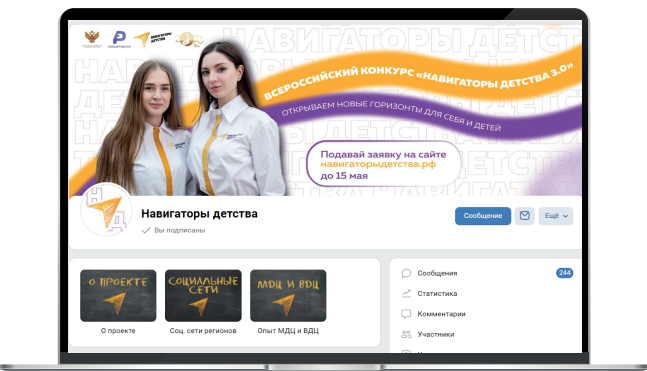 НАВИГАТОРЫ ДЕТСТВА
ВСЕРОССИЙСКИЙ КОНКУРС «НАВИГАТОРЫ ДЕТСТВА 3.0»
ОТКРЫВАЕМ НОВЫЕ ГОРИЗОНТЫ ДЛЯ СЕБЯ И ДЕТЕЙ
Подавай заявку на сайте
навигаторыдетства.рф
до 15 мая
Н
Д
Навигаторы детства
Вы подписаны
Сообщение
Ещё
О ПРОЕКТЕ
СОЦИАЛЬНЫЕ
СЕТИ
МДЦ И ВДЦ
О проекте
Соц. сети регионов
Опыт МДЦ и ВДЦ
Сообщения
244
Статистика
Комментарии
Участники